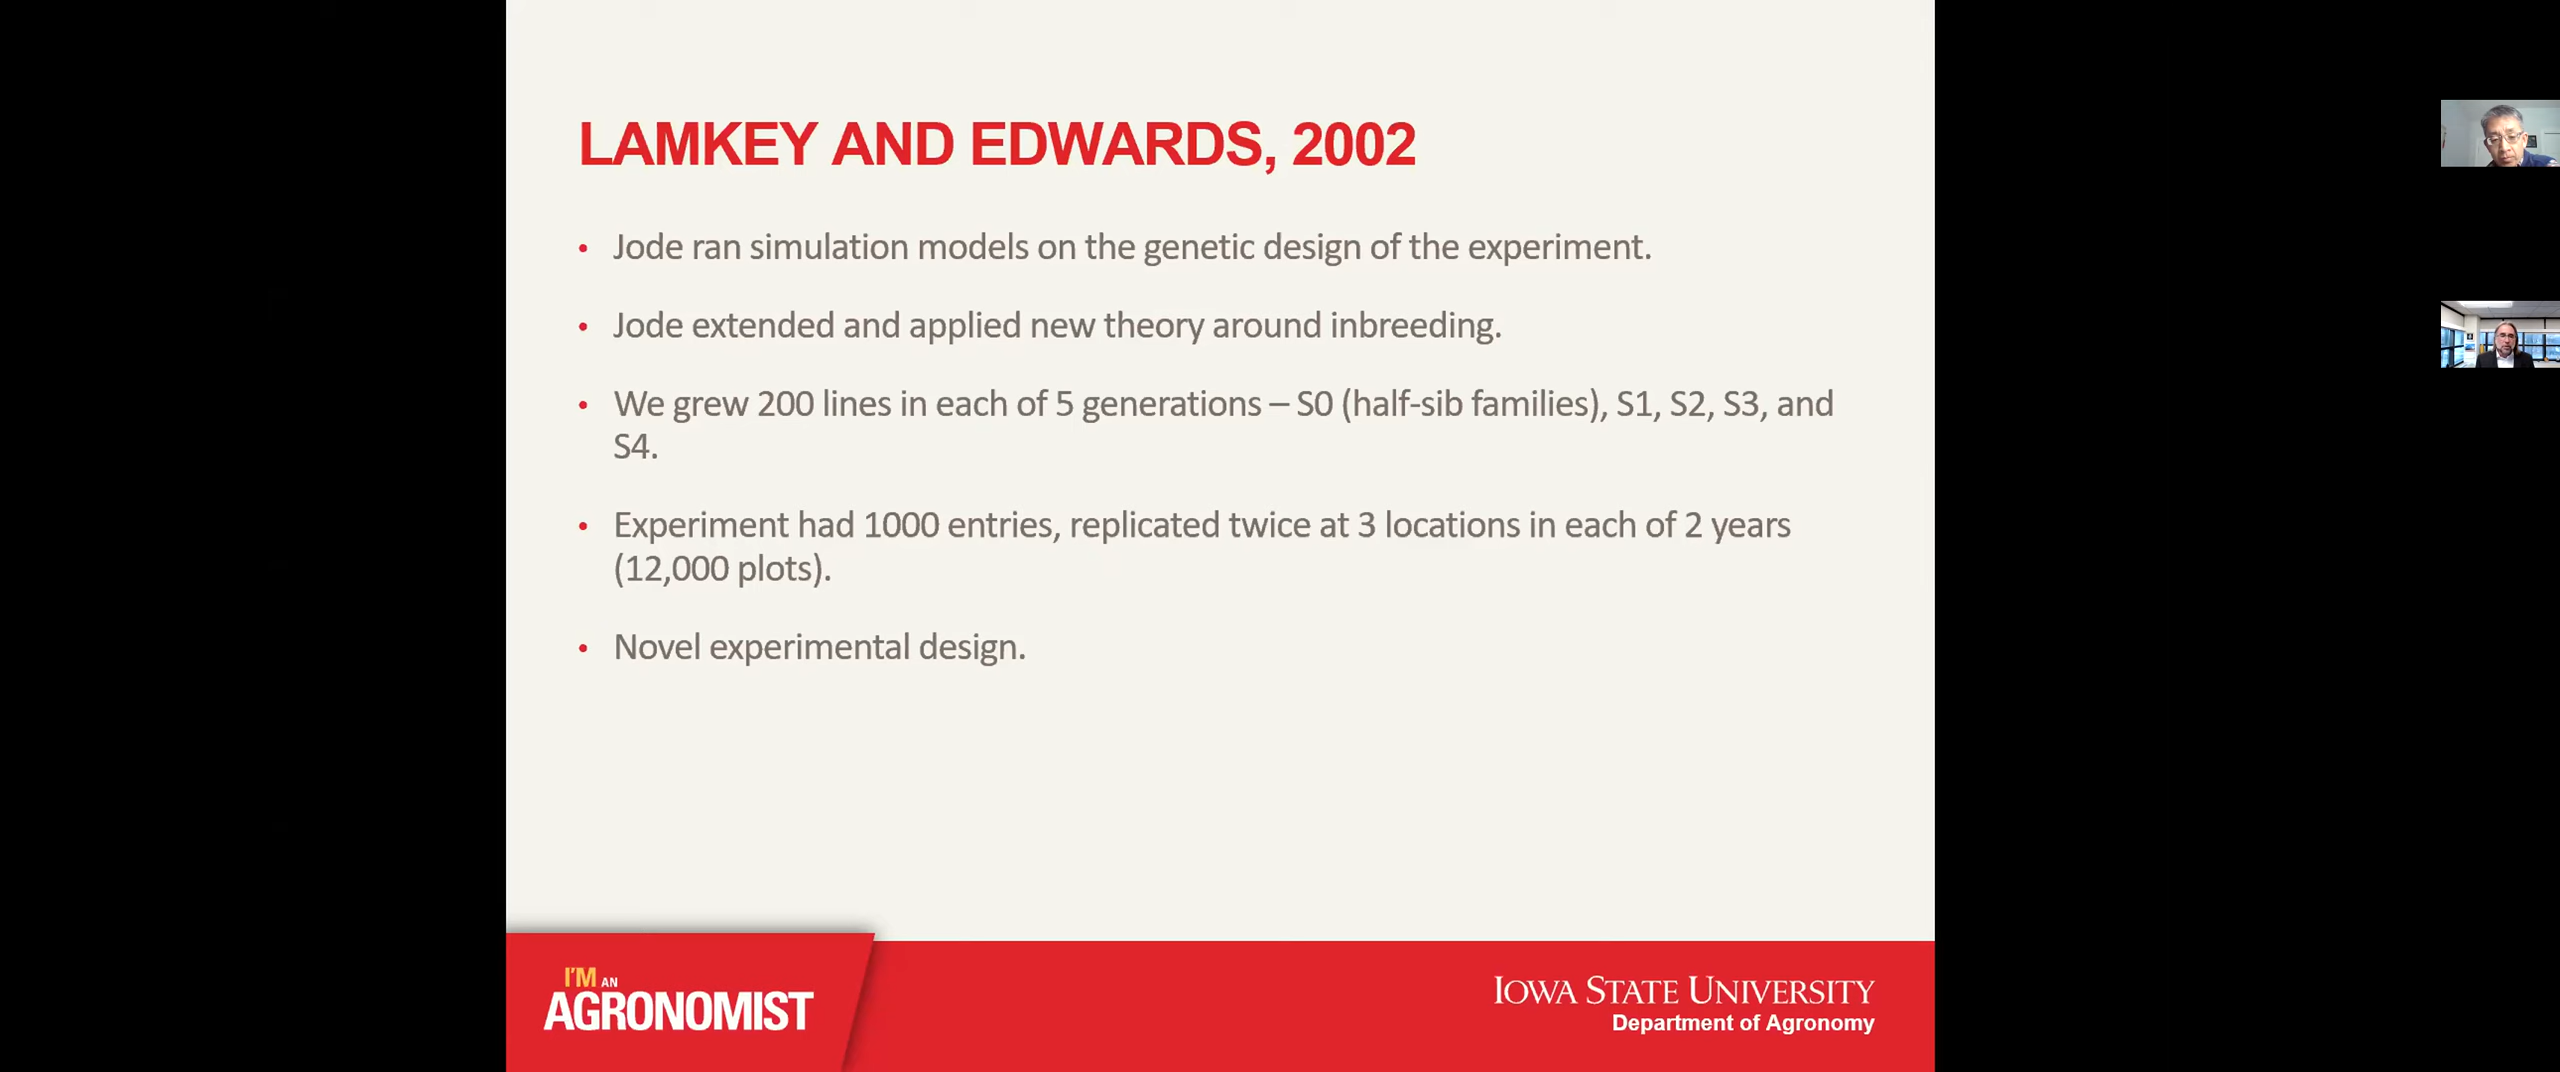 LAMKEY AND EDWARDS, 2002
• Jode ran simulation models on the genetic design of the experiment.
• Jode extended and applied new theory around inbreeding.
• We grew 200 lines in each of 5 generations – S0 (half-sib families), S1, S2, S3, and
S4.
• Experiment had 1000 entries, replicated twice at 3 locations in each of 2 years
(12,000 plots).
• Novel experimental design.
I'M AN
AGRONOMIST
IOWA STATE UNIVERSITY
Department of Agronomy